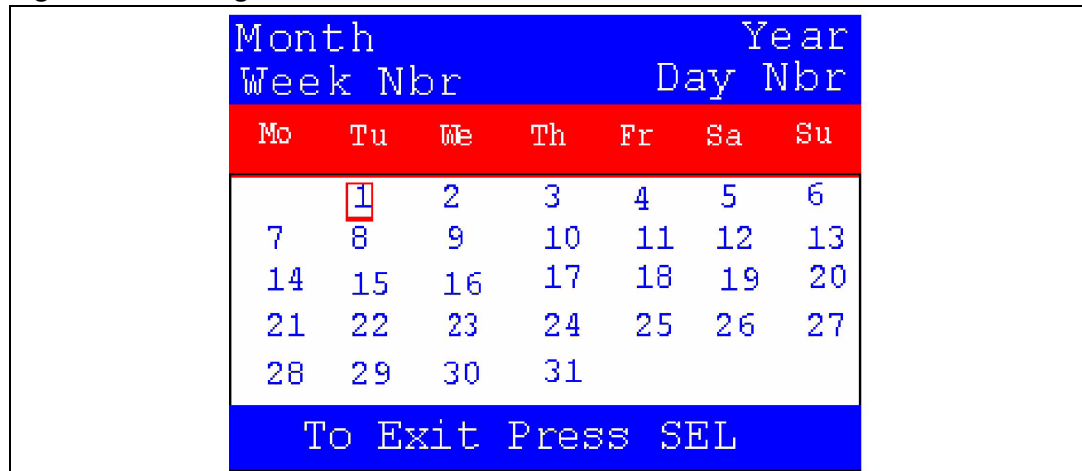 Month Year
Week Nbr Day Nbr
Mo Tu We Th Fr Sa Su
1 2 3 4 5 6
7 8 9 10 11 12 13
14 15 16 17 18 19 20
21 22 23 24 25 26 27
28 29 30 31
To Exit Press SEL